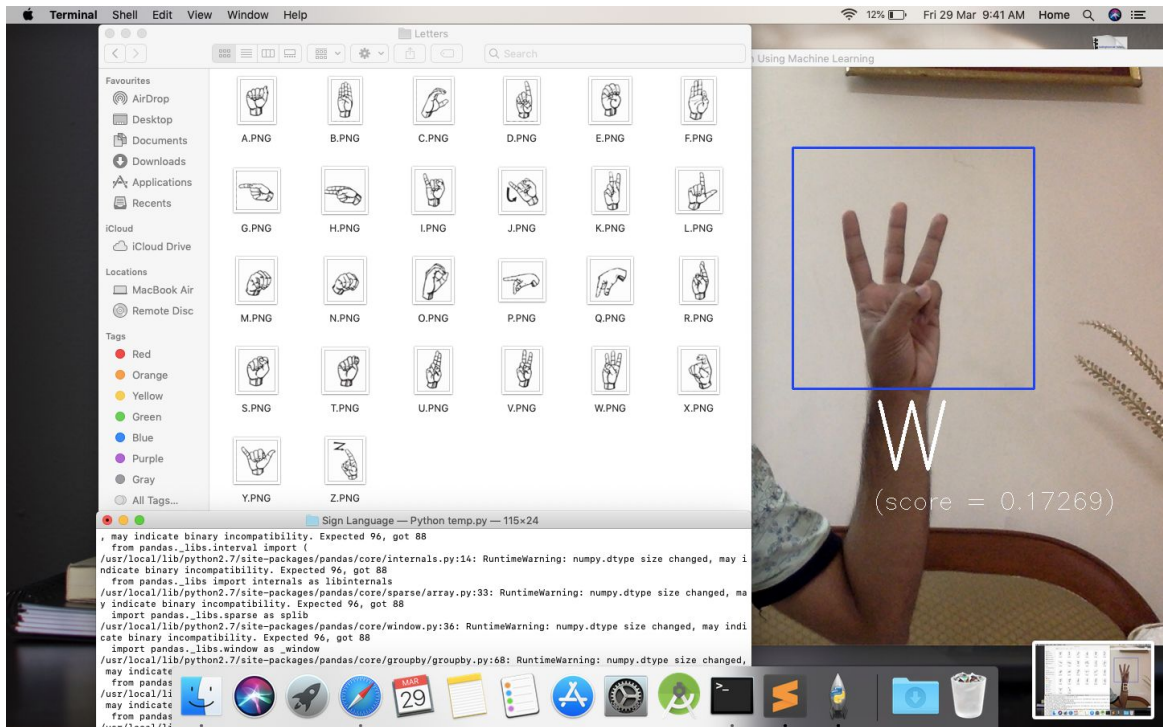 Terminal Shell Edit View Window Help
12% Fri 29 Mar 9:41 AM Home
Letters
Search
Favourites
AirDrop
Desktop
Documents
Downloads
Applications
Recents
iCloud
iCloud Drive
Locations
MacBook Air
Remote Disc
Tags
Red
Orange
Yellow
Green
Blue
Purple
Gray
All Tags...
A.PNG B.PNG C.PNG D.PNG E.PNG F.PNG
G.PNG H.PNG I.PNG J.PNG K.PNG L.PNG
M.PNG N.PNG O.PNG P.PNG Q.PNG R.PNG
S.PNG T.PNG U.PNG V.PNG W.PNG X.PNG
Z
Y.PNG Z.PNG
Using Machine Learning
W
(score = 0.17269)
Sign Language — Python temp.py — 115×24
, may indicate binary incompatibility. Expected 96, got 88
from pandas._libs.interval import (
/usr/local/lib/python2.7/site-packages/pandas/core/internals.py:14: RuntimeWarning: numpy.dtype size changed, may i
ndicate binary incompatibility. Expected 96, got 88
from pandas._libs import internals as libinternals
/usr/local/lib/python2.7/site-packages/pandas/core/sparse/array.py:33: RuntimeWarning: numpy.dtype size changed, ma
y indicate binary incompatibility. Expected 96, got 88
import pandas._libs.sparse as splib
/usr/local/lib/python2.7/site-packages/pandas/core/window.py:36: RuntimeWarning: numpy.dtype size changed, may indi
cate binary incompatibility. Expected 96, got 88
import pandas._libs.window as _window
/usr/local/lib/python2.7/site-packages/pandas/core/groupby/groupby.py:68: RuntimeWarning: numpy.dtype size changed,
may indicate
from pandas
/usr/local/li
may indicate
from pandas
MAR
29